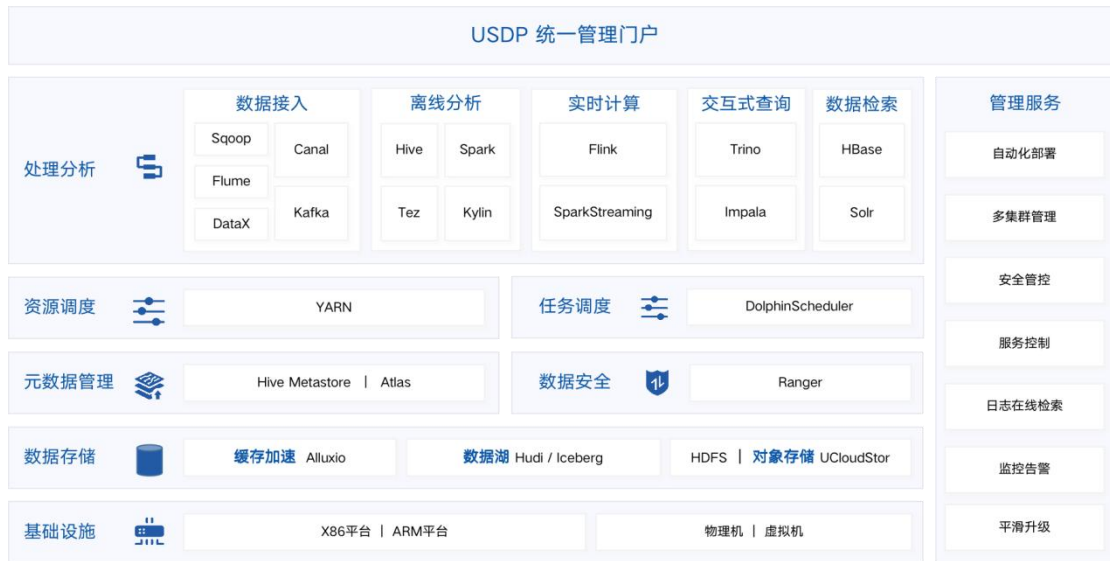 USDP 统一管理门户
处理分析
数据接入
Sqoop
Flume
DataX
Canal
Kafka
离线分析
Hive
Spark
Tez
Kylin
实时计算
Flink
SparkStreaming
交互式查询
Trino
Impala
数据检索
HBase
Solr
资源调度
YARN
任务调度
DolphinScheduler
元数据管理
Hive Metastore | Atlas
数据安全
Ranger
数据存储
缓存加速 Alluxio
数据湖 Hudi / Iceberg
HDFS | 对象存储 UCloudStor
基础设施
X86平台 | ARM平台
物理机 | 虚拟机
管理服务
自动化部署
多集群管理
安全管控
服务控制
日志在线检索
监控告警
平滑升级